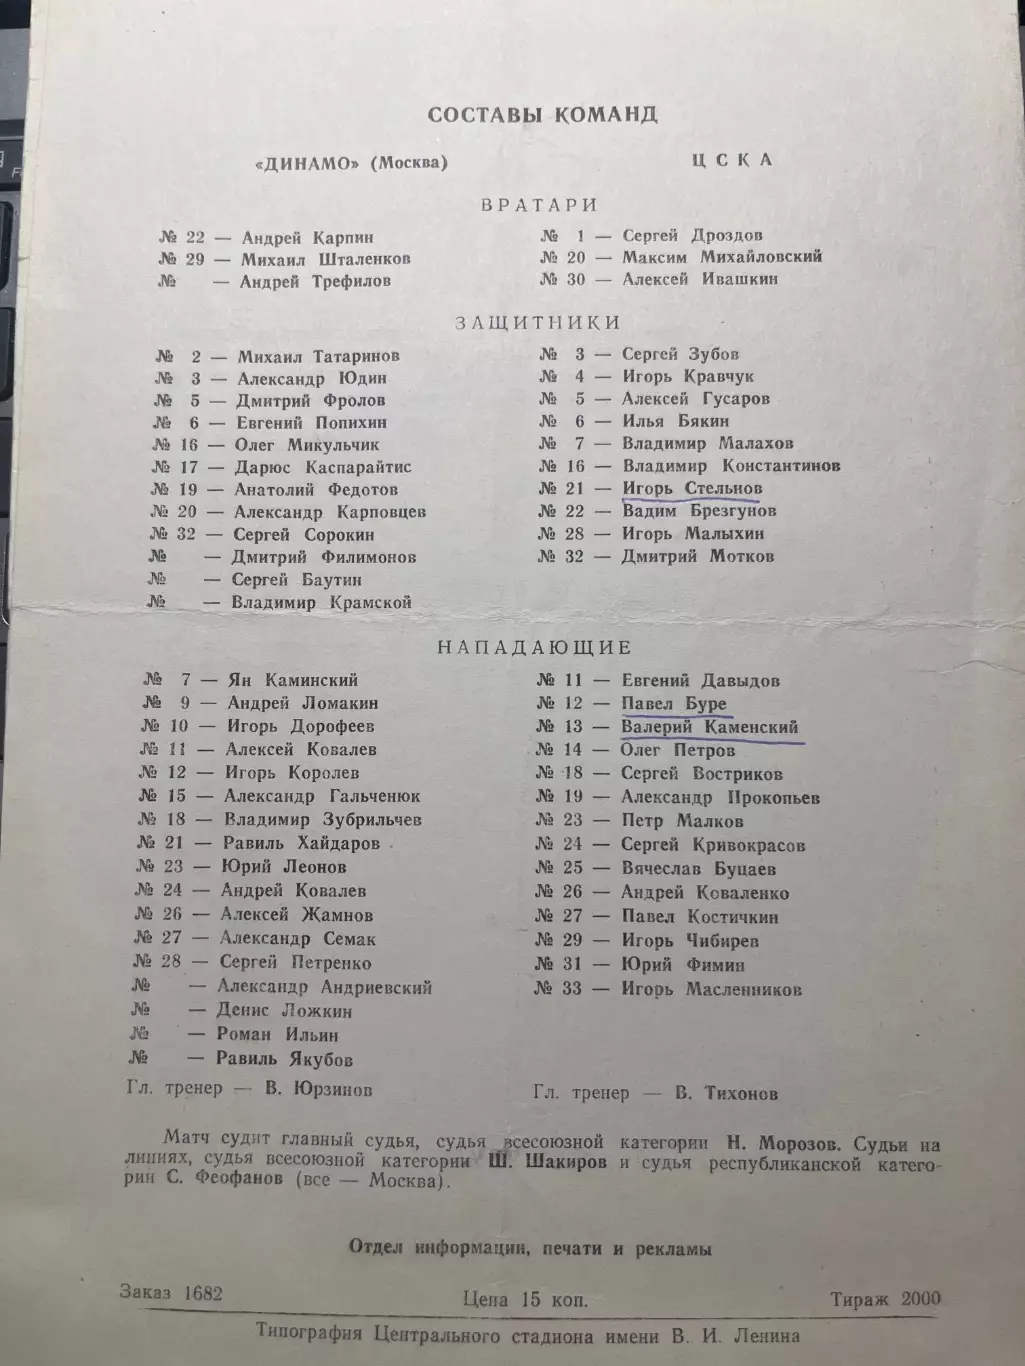 СОСТАВЫ КОМАНД
«ДИНАМО» (Москва) ЦСКА
ВРАТАРИ
№ 22 — Андрей Карпин № 1 — Сергей Дроздов
№ 29 — Михаил Шталенков № 20 — Максим Михайловский
№ — Андрей Трефилов № 30 — Алексей Ивашкин
ЗАЩИТНИКИ
№ 2 — Михаил Татаринов № 3 — Сергей Зубов
№ 3 — Александр Юдин № 4 — Игорь Кравчук
№ 5 — Дмитрий Фролов № 5 — Алексей Гусаров
№ 6 — Евгений Попихин № 6 — Илья Бякин
№ 16 — Олег Микульчик № 7 — Владимир Малахов
№ 17 — Дарюс Каспарайтис № 16 — Владимир Константинов
№ 19 — Анатолий Федотов № 21 — Игорь Стельнов
№ 20 — Александр Карповцев № 22 — Вадим Брезгунов
№ 32 — Сергей Сорокин № 28 — Игорь Малыхин
№ — Дмитрий Филимонов № 32 — Дмитрий Мотков
№ — Сергей Баутин
№ — Владимир Крамской
НАПАДАЮЩИЕ
№ 7 — Ян Каминский № 11 — Евгений Давыдов
№ 9 — Андрей Ломакин № 12 — Павел Буре
№ 10 — Игорь Дорофеев № 13 — Валерий Каменский
№ 11 — Алексей Ковалев № 14 — Олег Петров
№ 12 — Игорь Королев № 18 — Сергей Востриков
№ 15 — Александр Гальченюк № 19 — Александр Прокопьев
№ 18 — Владимир Зубрильчев № 23 — Петр Малков
№ 21 — Равиль Хайдаров № 24 — Сергей Кривокрасов
№ 23 — Юрий Леонов № 25 — Вячеслав Буцаев
№ 24 — Андрей Ковалев № 26 — Андрей Коваленко
№ 26 — Алексей Жамнов № 27 — Павел Костичкин
№ 27 — Александр Семак № 29 — Игорь Чибирев
№ 28 — Сергей Петренко № 31 — Юрий Фимин
№ — Александр Андриевский № 33 — Игорь Масленников
№ — Денис Ложкин
№ — Роман Ильин
№ — Равиль Якубов
Гл. тренер — В. Юрзинов Гл. тренер — В. Тихонов
Матч судит главный судья, судья всесоюзной категории Н. Морозов. Судьи на
линиях, судья всесоюзной категории Ш. Шакиров и судья республиканской катего-
рии С. Феофанов (все — Москва).
Отдел информации, печати и рекламы
Заказ 1682 Цена 15 коп. Тираж 2000
Типография Центрального стадиона имени В. И. Ленина